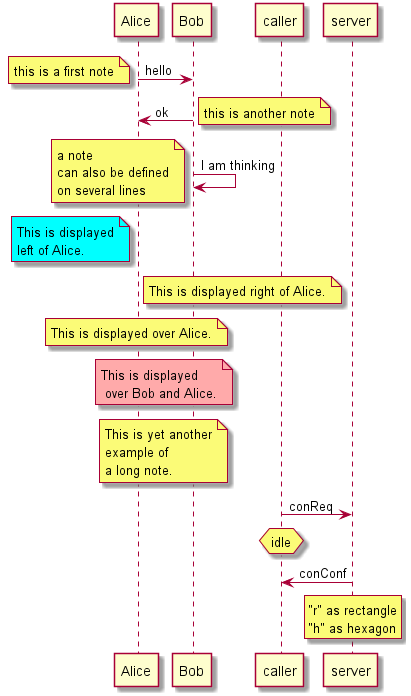 Alice
Bob
caller
server
this is a first note
hello
ok
this is another note
a note
can also be defined
on several lines
I am thinking
This is displayed
left of Alice.
This is displayed right of Alice.
This is displayed over Alice.
This is displayed
over Bob and Alice.
This is yet another
example of
a long note.
conReq
idle
conConf
"r" as rectangle
"h" as hexagon
Alice
Bob
caller
server